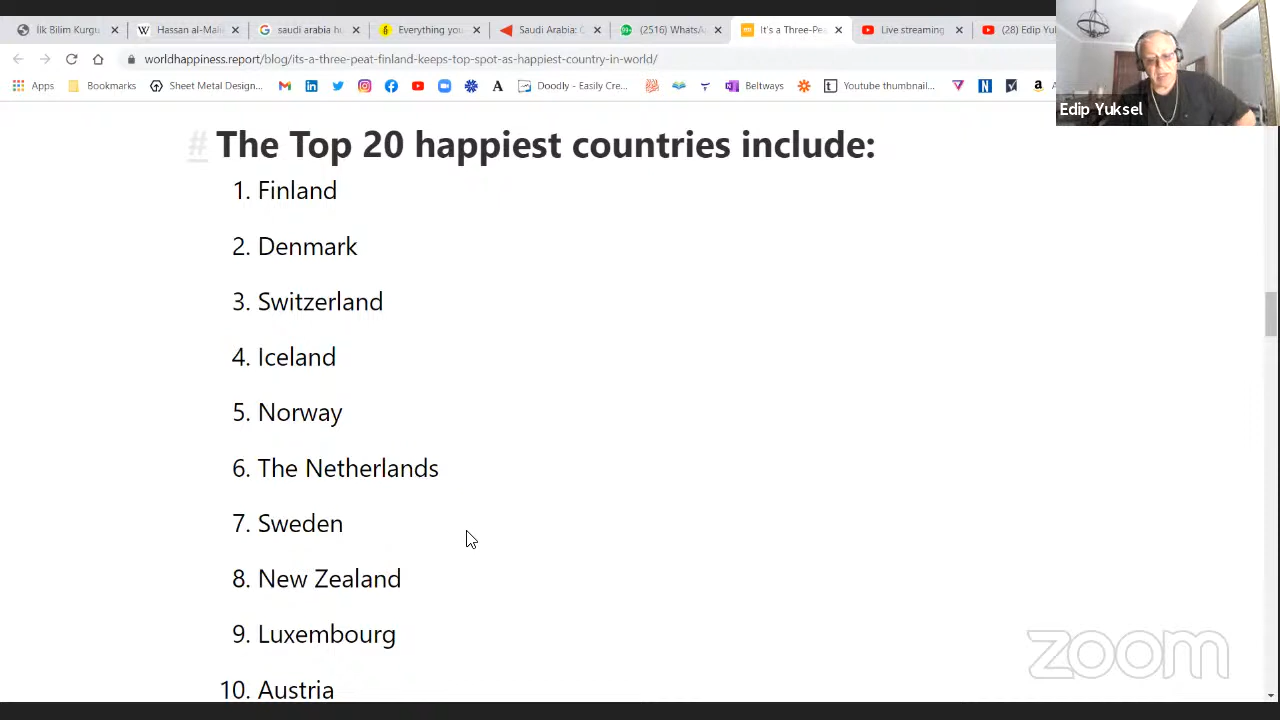 Ik Bilim Kurgu
Hassan al-Mali
saudi arabia hu
Everything you
Saudi Arabia: C
(2516) WhatsA
It's a Three-Pea
Live streaming
(28) Edip Yu
worldhappiness.report/blog/its-a-three-peat-finland-keeps-top-spot-as-happiest-country-in-world/
Apps
Bookmarks
Sheet Metal Design...
Doodly - Easily Cre...
Beltways
Youtube thumbnail...
Edip Yuksel
# The Top 20 happiest countries include:
1. Finland
2. Denmark
3. Switzerland
4. Iceland
5. Norway
6. The Netherlands
7. Sweden
8. New Zealand
9. Luxembourg
10. Austria
zoom